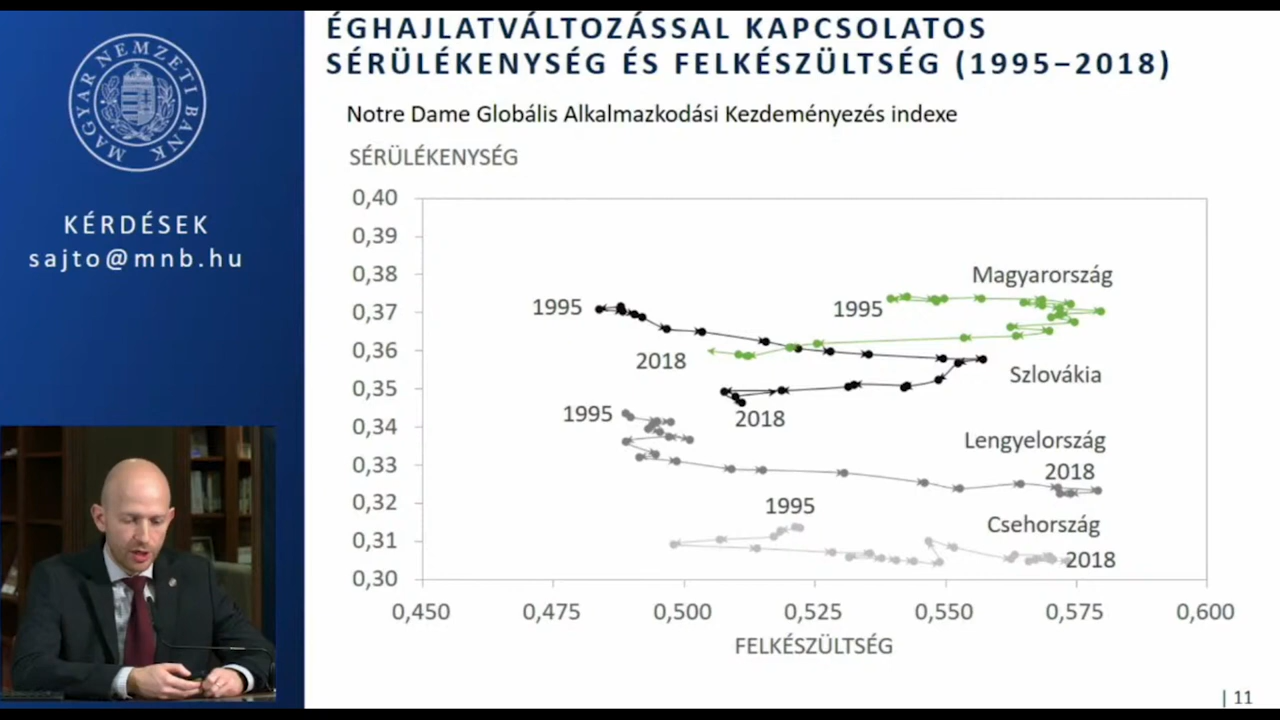 MAGYAR NEMZETI BANK
KÉRDÉSEK
sajto@mnb.hu
ÉGHAJLATVÁLTOZÁSSAL KAPCSOLATOS
SÉRÜLÉKENYSÉG ÉS FELKÉSZÜLTSÉG (1995–2018)
Notre Dame Globális Alkalmazkodási Kezdeményezés indexe
SÉRÜLÉKENYSÉG
0,40
0,39
0,38
0,37
0,36
0,35
0,34
0,33
0,32
0,31
0,30
Magyarország
1995
1995
2018
Szlovákia
2018
1995
Lengyelország
2018
1995
Csehország
2018
0,450
0,475
0,500
0,525
0,550
0,575
0,600
FELKÉSZÜLTSÉG
| 11